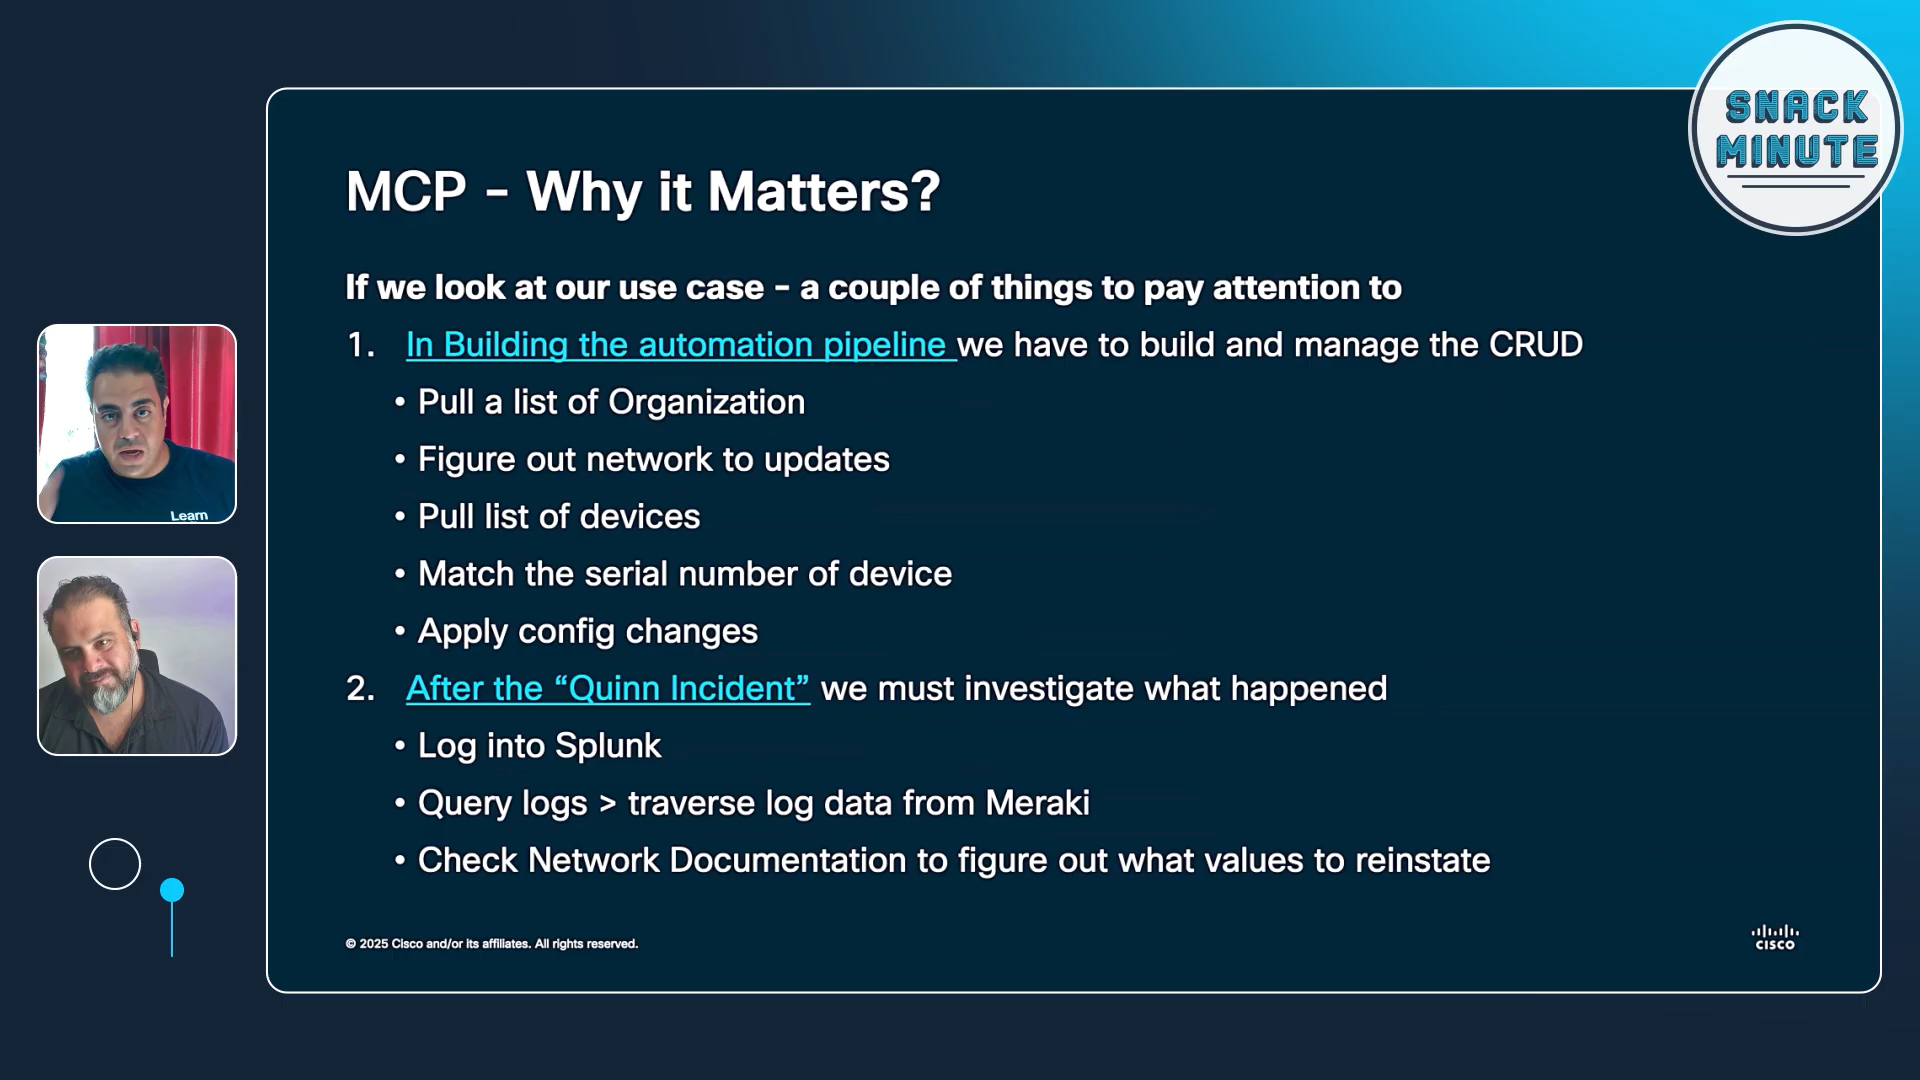 SNACK
MINUTE
MCP - Why it Matters?
If we look at our use case - a couple of things to pay attention to
1. In Building the automation pipeline we have to build and manage the CRUD
• Pull a list of Organization
• Figure out network to updates
• Pull list of devices
• Match the serial number of device
• Apply config changes
2. After the “Quinn Incident” we must investigate what happened
• Log into Splunk
• Query logs > traverse log data from Meraki
• Check Network Documentation to figure out what values to reinstate
Learn
© 2025 Cisco and/or its affiliates. All rights reserved.
CISCO